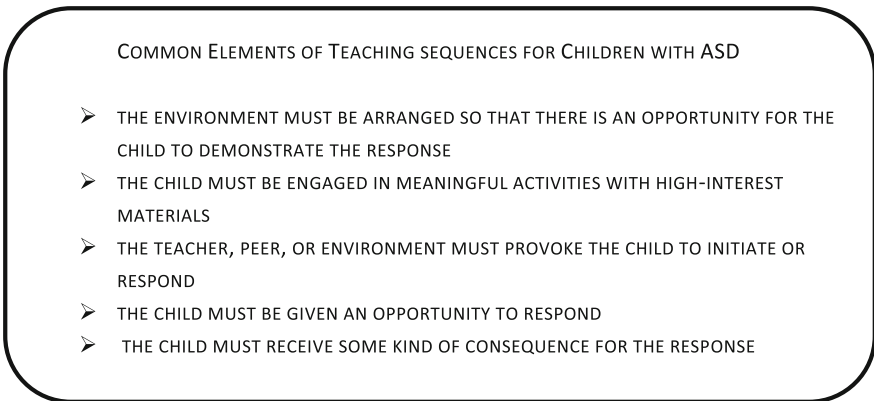 COMMON ELEMENTS OF TEACHING SEQUENCES FOR CHILDREN WITH ASD
➢ THE ENVIRONMENT MUST BE ARRANGED SO THAT THERE IS AN OPPORTUNITY FOR THE
CHILD TO DEMONSTRATE THE RESPONSE
➢ THE CHILD MUST BE ENGAGED IN MEANINGFUL ACTIVITIES WITH HIGH-INTEREST
MATERIALS
➢ THE TEACHER, PEER, OR ENVIRONMENT MUST PROVOKE THE CHILD TO INITIATE OR
RESPOND
➢ THE CHILD MUST BE GIVEN AN OPPORTUNITY TO RESPOND
➢ THE CHILD MUST RECEIVE SOME KIND OF CONSEQUENCE FOR THE RESPONSE